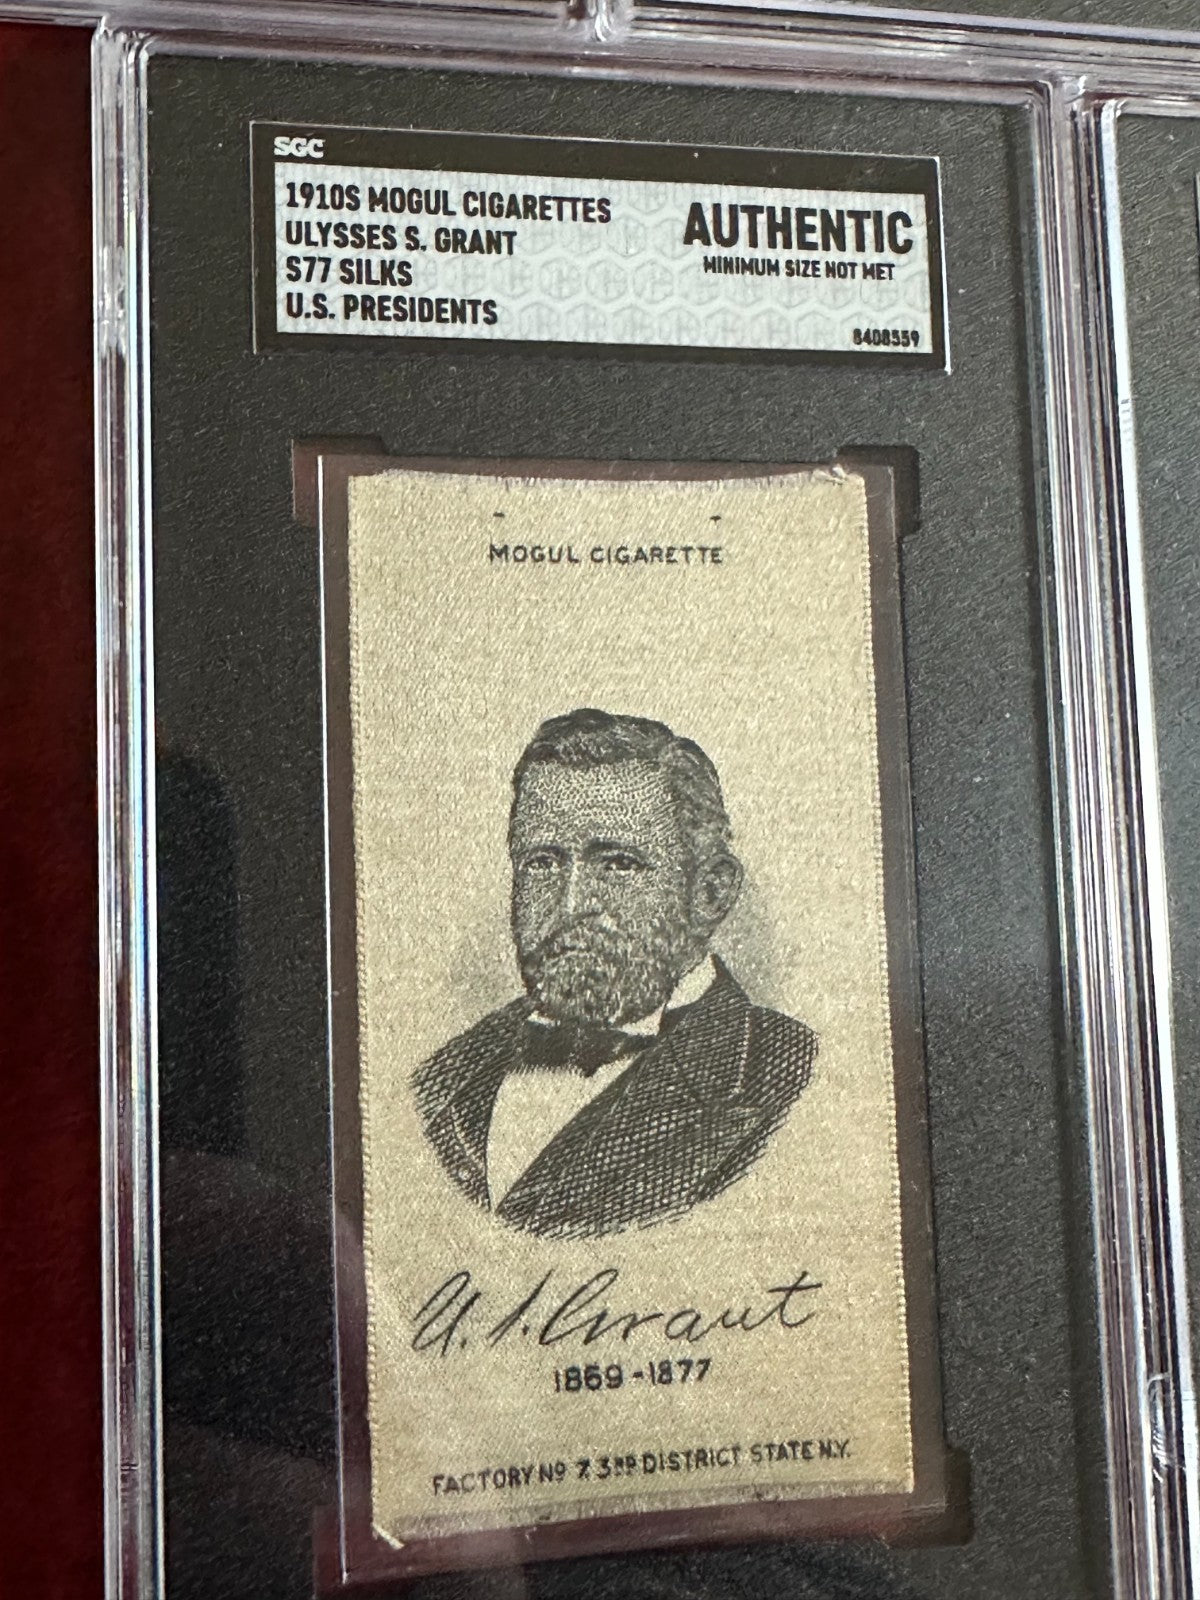 SGC
1910S MOGUL CIGARETTES
ULYSSES S. GRANT
S77 SILKS
U.S. PRESIDENTS
AUTHENTIC
MINIMUM SIZE NOT MET
8408559
MOGUL CIGARETTE
U. S. Grant
1869-1877
FACTORY Nº 7 3RD DISTRICT STATE N.Y.